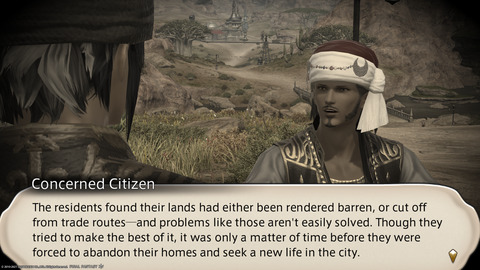 Concerned Citizen
The residents found their lands had either been rendered barren, or cut off
from trade routes—and problems like those aren't easily solved. Though they
tried to make the best of it, it was only a matter of time before they were
forced to abandon their homes and seek a new life in the city.